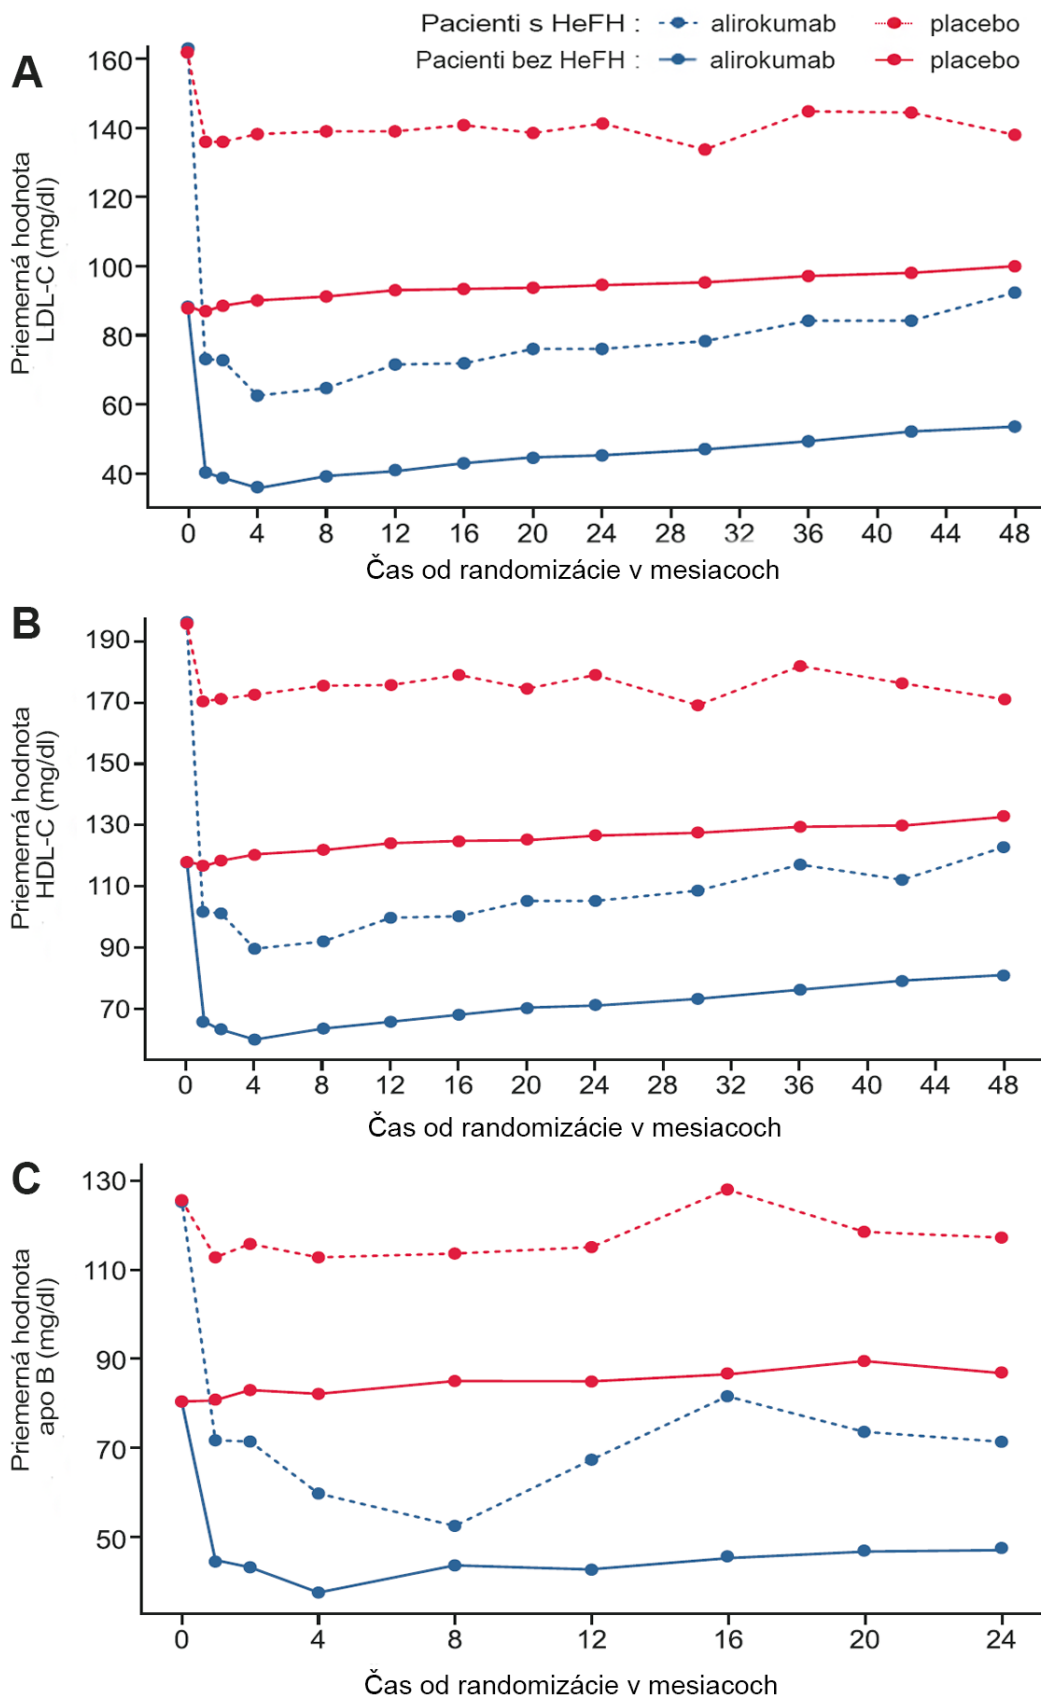 Pacienti s HeFH : alirokumab placebo
Pacienti bez HeFH : alirokumab placebo
A
Priemerná hodnota
LDL-C (mg/dl)
160
140
120
100
80
60
40
0 4 8 12 16 20 24 28 32 36 40 44 48
Čas od randomizácie v mesiacoch
B
Priemerná hodnota
HDL-C (mg/dl)
190
170
150
130
110
90
70
0 4 8 12 16 20 24 28 32 36 40 44 48
Čas od randomizácie v mesiacoch
C
Priemerná hodnota
apo B (mg/dl)
130
110
90
70
50
0 4 8 12 16 20 24
Čas od randomizácie v mesiacoch